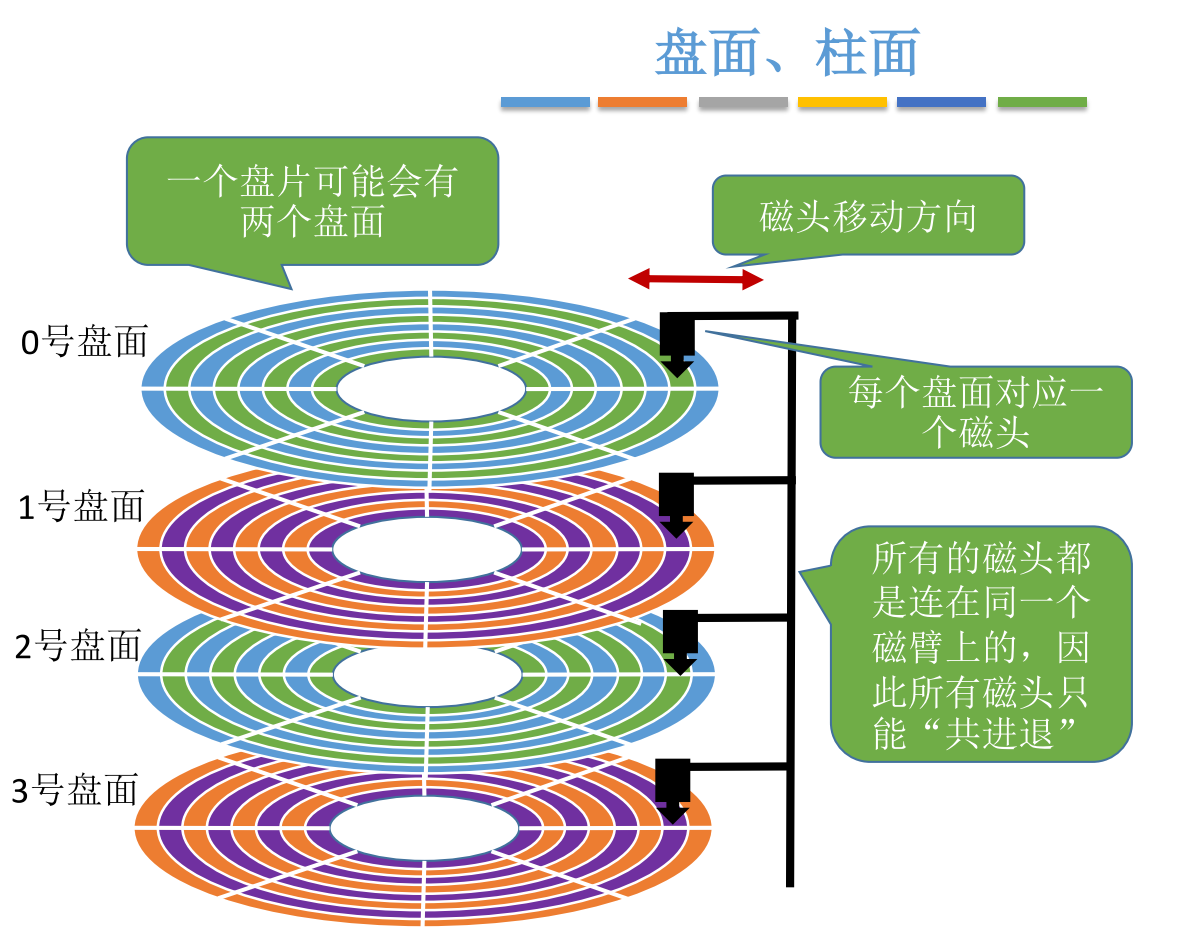 盘面、柱面
一个盘片可能会有
两个盘面
磁头移动方向
0号盘面
每个盘面对应一
个磁头
1号盘面
所有的磁头都
是连在同一个
磁臂上的，因
此所有磁头只
能“共进退”
2号盘面
3号盘面